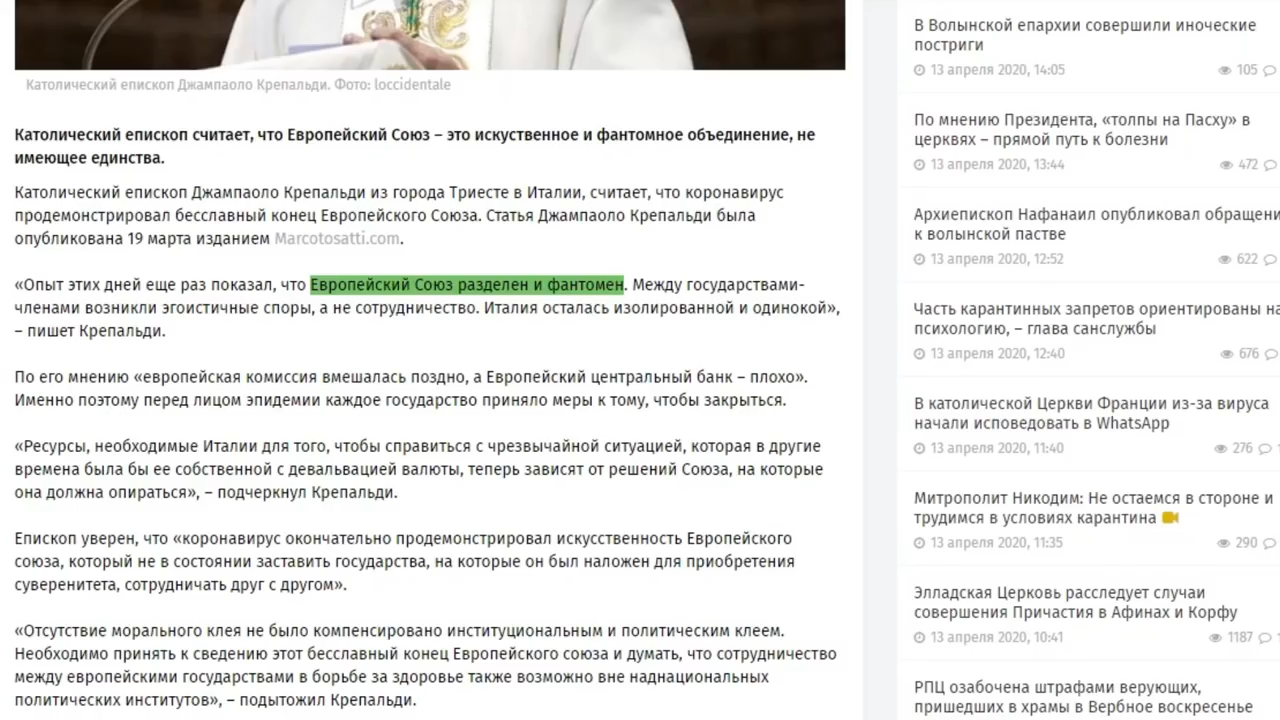 Католический епископ Джампаоло Крепальди. Фото: loccidentale
Католический епископ считает, что Европейский Союз – это искуственное и фантомное объединение, не
имеющее единства.
Католический епископ Джампаоло Крепальди из города Триесте в Италии, считает, что коронавирус
продемонстрировал бесславный конец Европейского Союза. Статья Джампаоло Крепальди была
опубликована 19 марта изданием Marcotosatti.com.
«Опыт этих дней еще раз показал, что Европейский Союз разделен и фантомен. Между государствами-
членами возникли эгоистичные споры, а не сотрудничество. Италия осталась изолированной и одинокой»,
– пишет Крепальди.
По его мнению «европейская комиссия вмешалась поздно, а Европейский центральный банк – плохо».
Именно поэтому перед лицом эпидемии каждое государство приняло меры к тому, чтобы закрыться.
«Ресурсы, необходимые Италии для того, чтобы справиться с чрезвычайной ситуацией, которая в другие
времена была бы ее собственной с девальвацией валюты, теперь зависят от решений Союза, на которые
она должна опираться», – подчеркнул Крепальди.
Епископ уверен, что «коронавирус окончательно продемонстрировал искусственность Европейского
союза, который не в состоянии заставить государства, на которые он был наложен для приобретения
суверенитета, сотрудничать друг с другом».
«Отсутствие морального клея не было компенсировано институциональным и политическим клеем.
Необходимо принять к сведению этот бесславный конец Европейского союза и думать, что сотрудничество
между европейскими государствами в борьбе за здоровье также возможно вне наднациональных
политических институтов», – подытожил Крепальди.
В Волынской епархии совершили иноческие
постриги
13 апреля 2020, 14:05 105
По мнению Президента, «толпы на Пасху» в
церквях – прямой путь к болезни
13 апреля 2020, 13:44 472
Архиепископ Нафанаил опубликовал обращени
к волынской пастве
13 апреля 2020, 12:52 622
Часть карантинных запретов ориентированы на
психологию, – глава санслужбы
13 апреля 2020, 12:40 676
В католической Церкви Франции из-за вируса
начали исповедовать в WhatsApp
13 апреля 2020, 11:40 276 1
Митрополит Никодим: Не остаемся в стороне и
трудимся в условиях карантина
13 апреля 2020, 11:35 290
Элладская Церковь расследует случаи
совершения Причастия в Афинах и Корфу
13 апреля 2020, 10:41 1187 1
РПЦ озабочена штрафами верующих,
пришедших в храмы в Вербное воскресенье